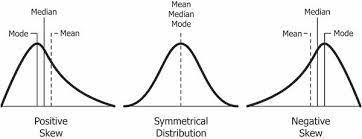 Median
Mode
Mean
Positive
Skew
Mean
Median
Mode
Symmetrical
Distribution
Median
Mean
Mode
Negative
Skew